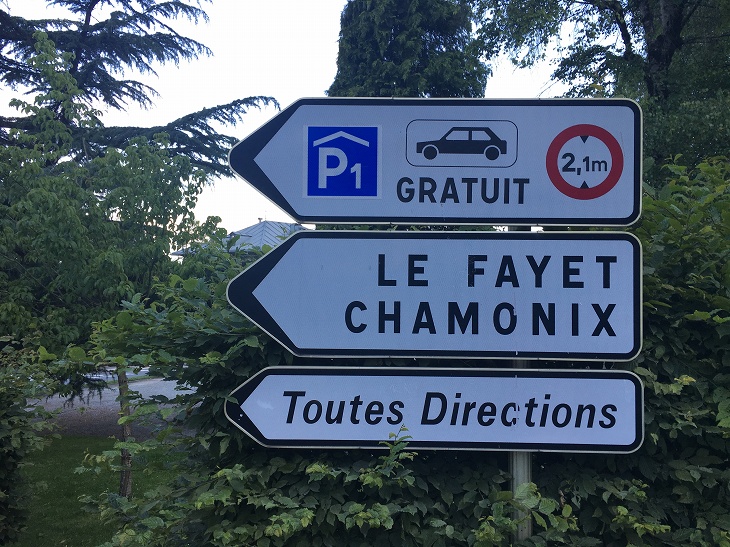 P1
GRATUIT
2,1m
LE FAYET
CHAMONIX
Toutes Directions